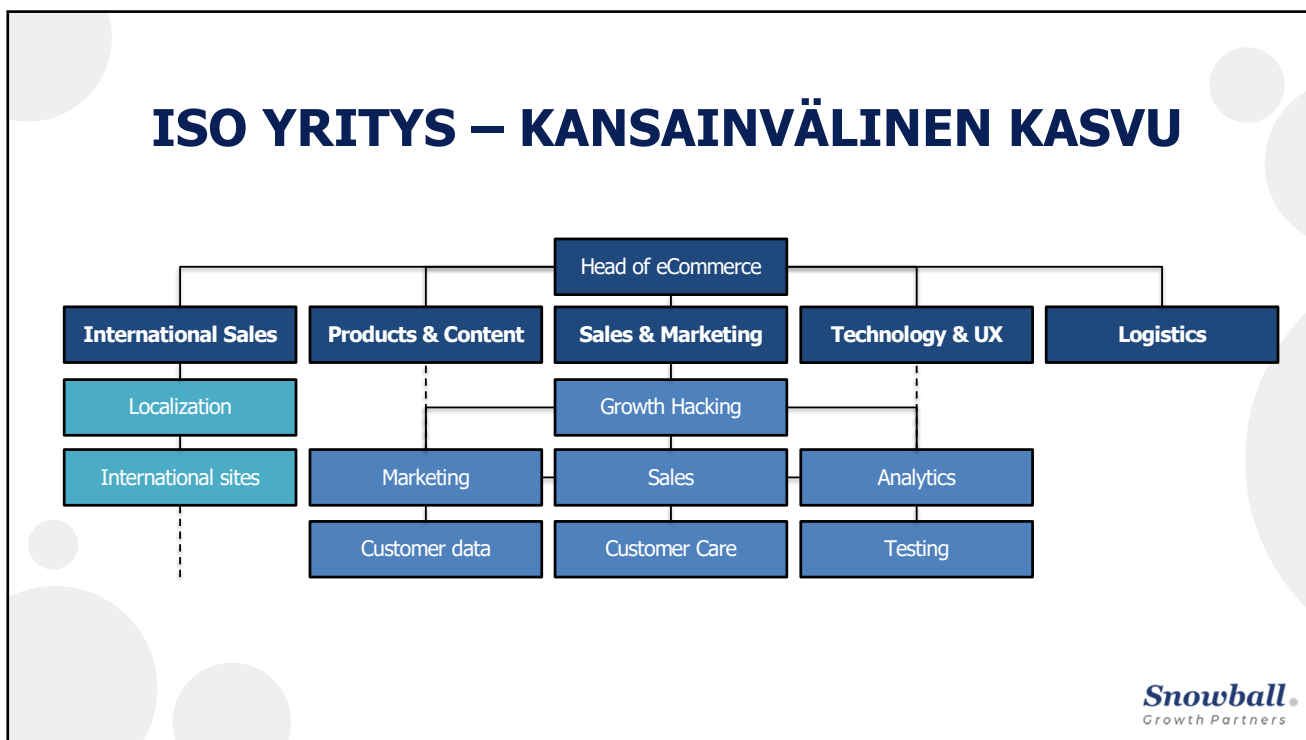 ISO YRITYS – KANSAINVÄLINEN KASVU
Head of eCommerce
International Sales
Products & Content
Sales & Marketing
Technology & UX
Logistics
Localization
Growth Hacking
International sites
Marketing
Sales
Analytics
Customer data
Customer Care
Testing
Snowball
Growth Partners